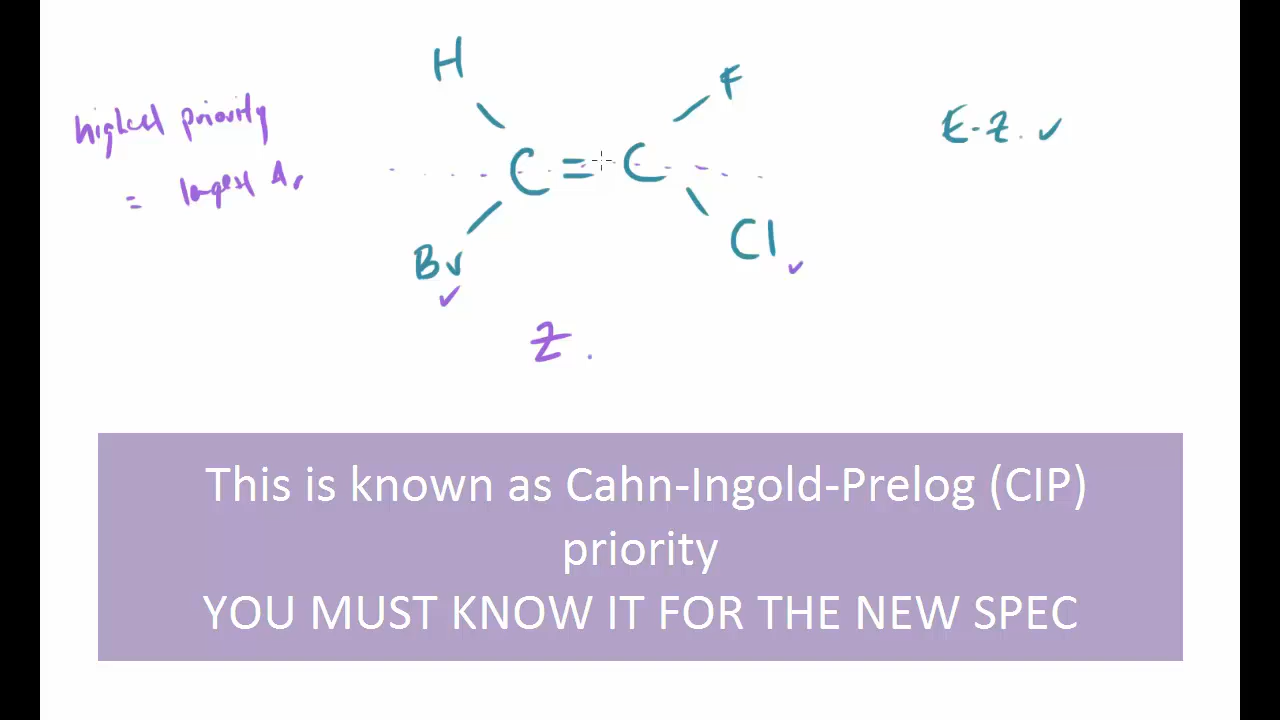 H
F
highest priority
= largest Ar
E-Z. ✓
C = C
Br ✓
Cl ✓
Z.
This is known as Cahn-Ingold-Prelog (CIP)
priority
YOU MUST KNOW IT FOR THE NEW SPEC